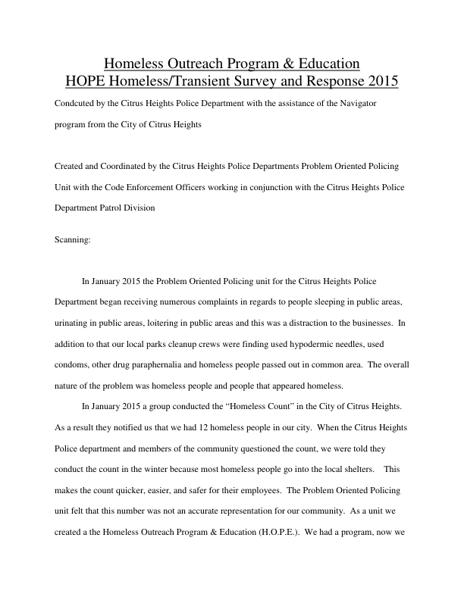 Homeless Outreach Program & Education
HOPE Homeless/Transient Survey and Response 2015
Condcuted by the Citrus Heights Police Department with the assistance of the Navigator
program from the City of Citrus Heights
Created and Coordinated by the Citrus Heights Police Departments Problem Oriented Policing
Unit with the Code Enforcement Officers working in conjunction with the Citrus Heights Police
Department Patrol Division
Scanning:
In January 2015 the Problem Oriented Policing unit for the Citrus Heights Police
Department began receiving numerous complaints in regards to people sleeping in public areas,
urinating in public areas, loitering in public areas and this was a distraction to the businesses.  In
addition to that our local parks cleanup crews were finding used hypodermic needles, used
condoms, other drug paraphernalia and homeless people passed out in common area.  The overall
nature of the problem was homeless people and people that appeared homeless.
In January 2015 a group conducted the “Homeless Count” in the City of Citrus Heights.
As a result they notified us that we had 12 homeless people in our city.  When the Citrus Heights
Police department and members of the community questioned the count, we were told they
conduct the count in the winter because most homeless people go into the local shelters.    This
makes the count quicker, easier, and safer for their employees.  The Problem Oriented Policing
unit felt that this number was not an accurate representation for our community.  As a unit we
created a the Homeless Outreach Program & Education (H.O.P.E.).  We had a program, now we